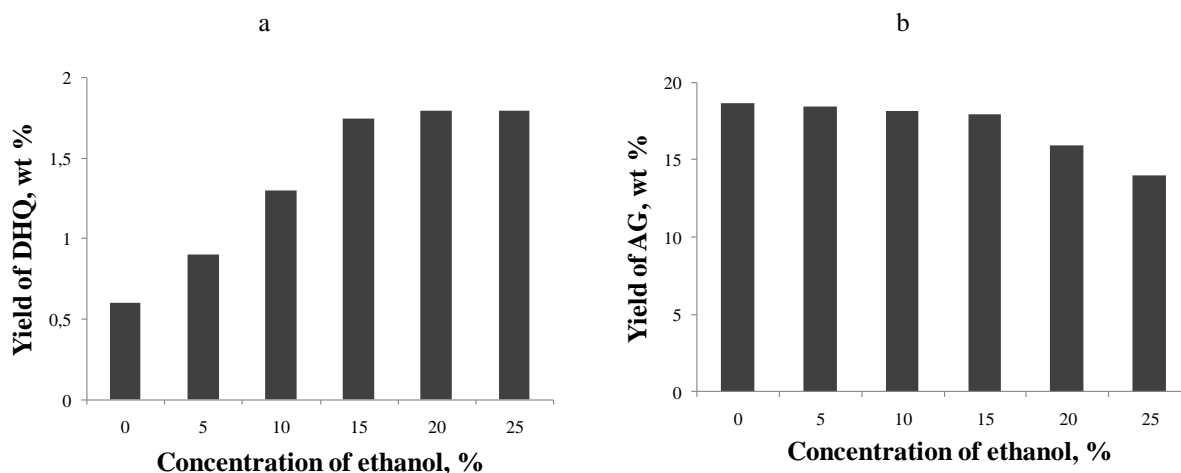 a
Yield of DHQ, wt %
2
1,5
1
0,5
0
0 5 10 15 20 25
Concentration of ethanol, %
b
Yield of AG, wt %
20
15
10
5
0
0 5 10 15 20 25
Concentration of ethanol, %